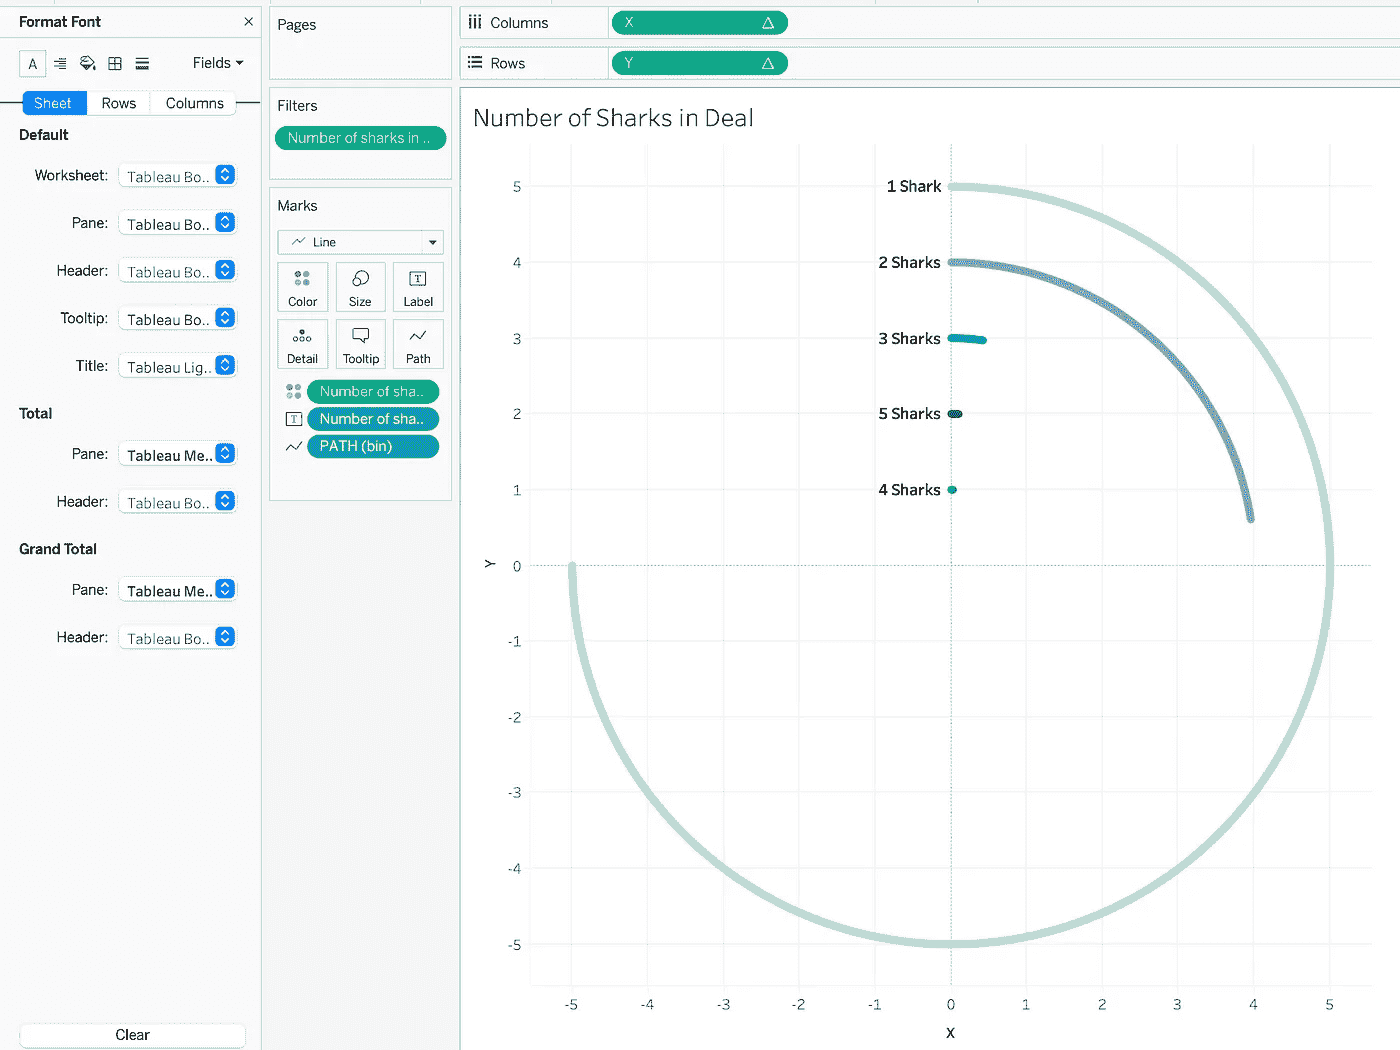 Format Font
A
Fields
Sheet Rows Columns
Default
Worksheet: Tableau Bo..
Pane: Tableau Bo..
Header: Tableau Bo..
Tooltip: Tableau Bo..
Title: Tableau Lig..
Total
Pane: Tableau Me..
Header: Tableau Bo..
Grand Total
Pane: Tableau Me..
Header: Tableau Bo..
Clear
Pages
Filters
Number of sharks in ..
Marks
Line
Color Size Label
Detail Tooltip Path
Number of sha..
Number of sha..
PATH (bin)
Columns X
Rows Y
Number of Sharks in Deal
1 Shark
2 Sharks
3 Sharks
5 Sharks
4 Sharks
5
4
3
2
1
0
-1
-2
-3
-4
-5
Y
-5 -4 -3 -2 -1 0 1 2 3 4 5
X